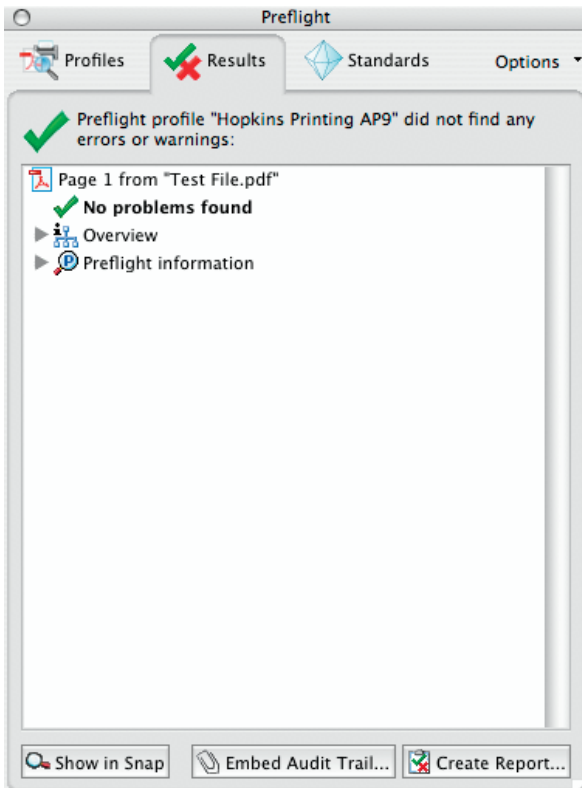 Preflight
Profiles
Results
Standards
Options
Preflight profile "Hopkins Printing AP9" did not find any
errors or warnings:
Page 1 from "Test File.pdf"
No problems found
Overview
Preflight information
Show in Snap
Embed Audit Trail...
Create Report...